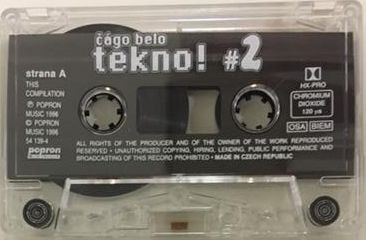 čágo belo
tekno! #2
strana A
THIS
COMPILATION
Ⓟ POPRON
MUSIC 1996
© POPRON
MUSIC 1996
54 139-4
popron
HX-PRO
CHROMIUM
DIOXIDE
120 µs
OSA BIEM
ALL RIGHTS OF THE PRODUCER AND OF THE OWNER OF THE WORK REPRODUCED
RESERVED • UNAUTHORIZED COPYING, HIRING, LENDING, PUBLIC PERFORMANCE AND
BROADCASTING OF THIS RECORD PROHIBITED • MADE IN CZECH REPUBLIC